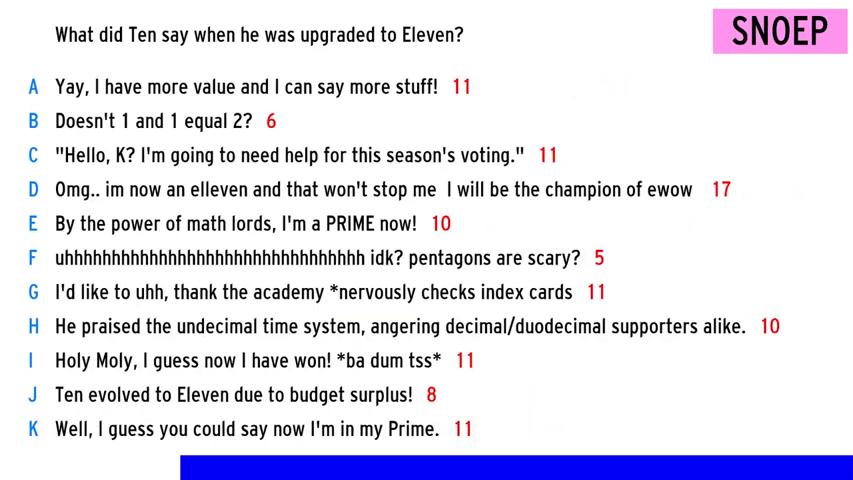 What did Ten say when he was upgraded to Eleven?
SNOEP
A Yay, I have more value and I can say more stuff! 11
B Doesn't 1 and 1 equal 2? 6
C "Hello, K? I'm going to need help for this season's voting." 11
D Omg.. im now an elleven and that won't stop me I will be the champion of ewow 17
E By the power of math lords, I'm a PRIME now! 10
F uhhhhhhhhhhhhhhhhhhhhhhhhhhhhhhh idk? pentagons are scary? 5
G I'd like to uhh, thank the academy *nervously checks index cards 11
H He praised the undecimal time system, angering decimal/duodecimal supporters alike. 10
I Holy Moly, I guess now I have won! *ba dum tss* 11
J Ten evolved to Eleven due to budget surplus! 8
K Well, I guess you could say now I'm in my Prime. 11